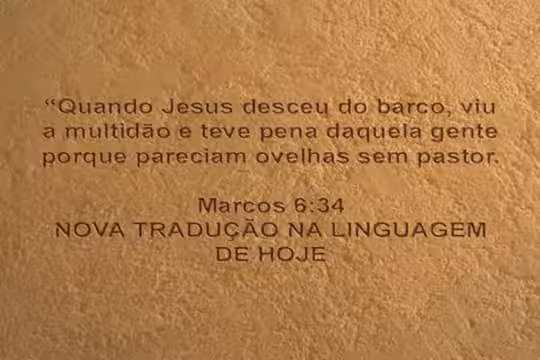 “Quando Jesus desceu do barco, viu
a multidão e teve pena daquela gente
porque pareciam ovelhas sem pastor.
Marcos 6:34
NOVA TRADUÇÃO NA LINGUAGEM
DE HOJE